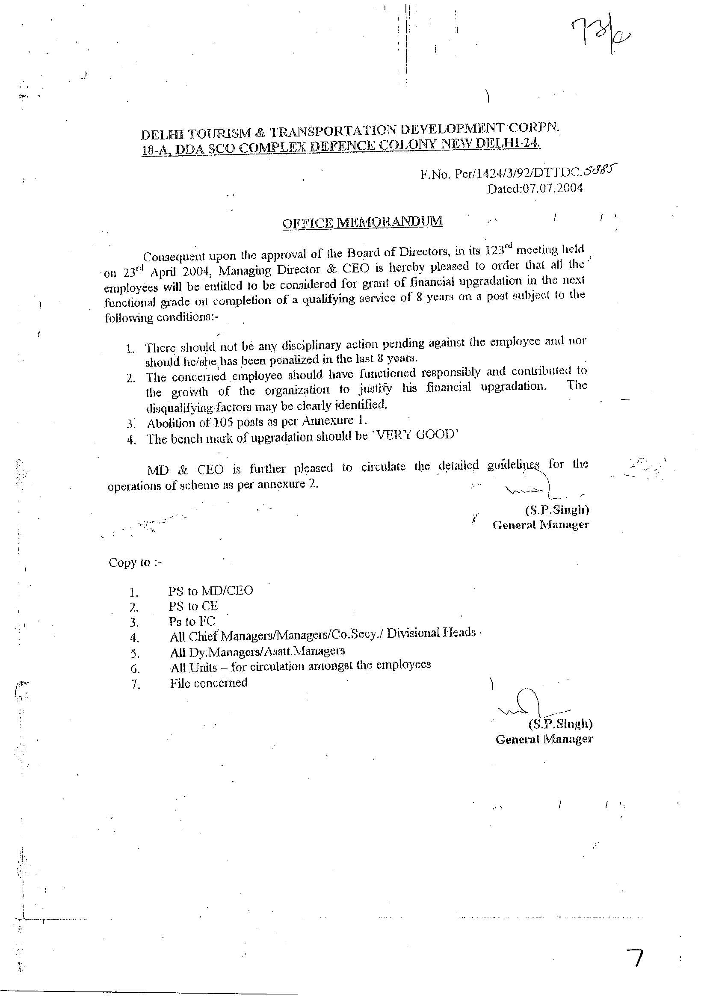 73/c
DELHI TOURISM & TRANSPORTATION DEVELOPMENT CORPN.
18-A, DDA SCO COMPLEX DEFENCE COLONY NEW DELHI-24.
F.No. Per/1424/3/92/DTTDC.5885
Dated:07.07.2004
OFFICE MEMORANDUM
Consequent upon the approval of the Board of Directors, in its 123rd meeting held
on 23rd April 2004, Managing Director & CEO is hereby pleased to order that all the
employees will be entitled to be considered for grant of financial upgradation in the next
functional grade on completion of a qualifying service of 8 years on a post subject to the
following conditions:-
1. There should not be any disciplinary action pending against the employee and nor
should he/she has been penalized in the last 8 years.
2. The concerned employee should have functioned responsibly and contributed to
the growth of the organization to justify his financial upgradation. The
disqualifying factors may be clearly identified.
3. Abolition of 105 posts as per Annexure 1.
4. The bench mark of upgradation should be `VERY GOOD'
MD & CEO is further pleased to circulate the detailed guidelines for the
operations of scheme as per annexure 2.
(S.P.Singh)
General Manager
Copy to :-
1. PS to MD/CEO
2. PS to CE
3. Ps to FC
4. All Chief Managers/Managers/Co.Secy./ Divisional Heads
5. All Dy.Managers/Asstt.Managers
6. All Units – for circulation amongst the employees
7. File concerned
(S.P.Singh)
General Manager
7